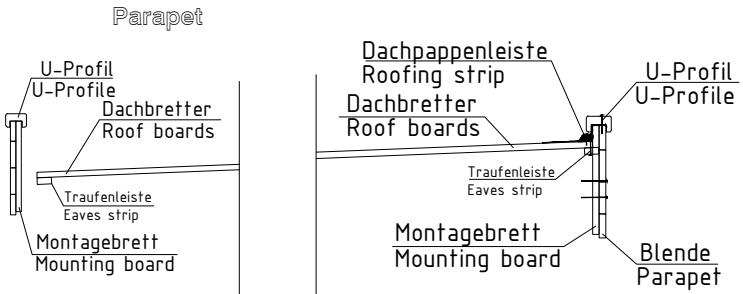 Parapet
U-Profil
U-Profile
Dachbretter
Roof boards
Traufenleiste
Eaves strip
Montagebrett
Mounting board
Dachpappenleiste
Roofing strip
Dachbretter
Roof boards
U-Profil
U-Profile
Traufenleiste
Eaves strip
Montagebrett
Mounting board
Blende
Parapet